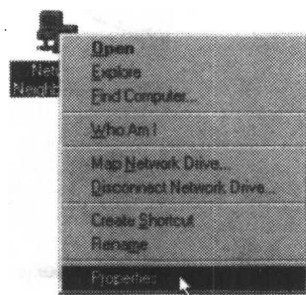 Open
Explore
Find Computer...
Who Am I
Map Network Drive...
Disconnect Network Drive...
Create Shortcut
Rename
Properties